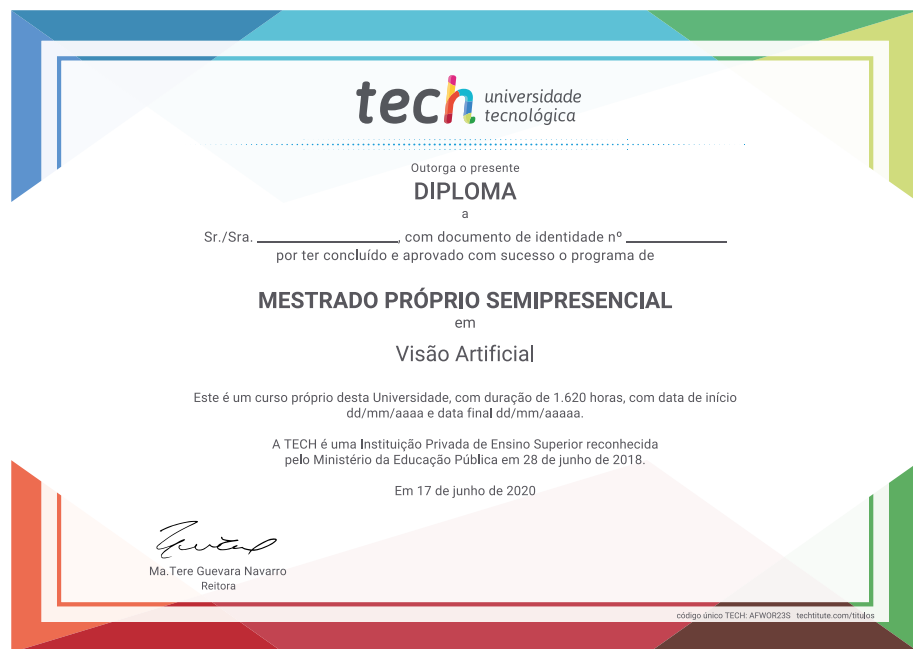 tech universidade
tecnológica
Outorga o presente
DIPLOMA
a
Sr./Sra. ____________, com documento de identidade nº ____________
por ter concluído e aprovado com sucesso o programa de
MESTRADO PRÓPRIO SEMIPRESENCIAL
em
Visão Artificial
Este é um curso próprio desta Universidade, com duração de 1.620 horas, com data de início
dd/mm/aaaa e data final dd/mm/aaaaa.
A TECH é uma Instituição Privada de Ensino Superior reconhecida
pelo Ministério da Educação Pública em 28 de junho de 2018.
Em 17 de junho de 2020
Ma.Tere Guevara Navarro
Reitora
código único TECH: AFWOR23S techtitute.com/titulos